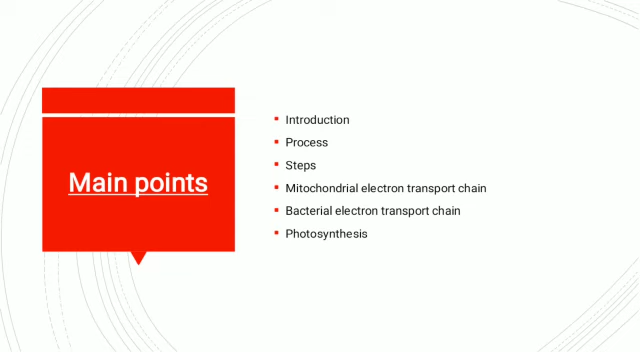 Main points
Introduction
Process
Steps
Mitochondrial electron transport chain
Bacterial electron transport chain
Photosynthesis